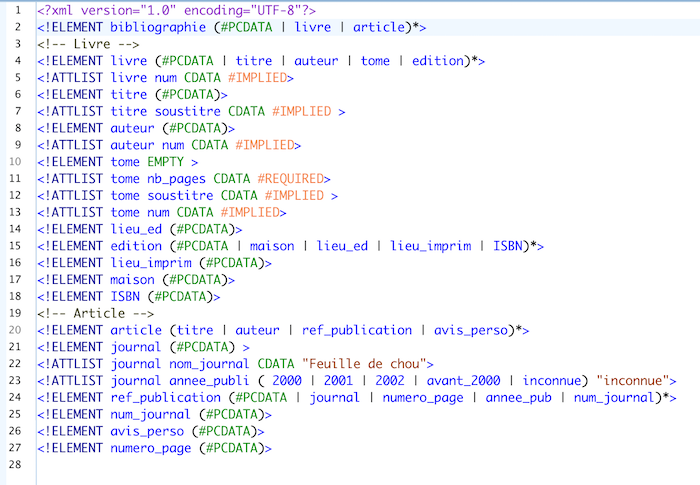 1 <?xml version="1.0" encoding="UTF-8"?>
2 <!ELEMENT bibliographie (#PCDATA | livre | article)*>
3 <!-- Livre -->
4 <!ELEMENT livre (#PCDATA | titre | auteur | tome | edition)*>
5 <!ATTLIST livre num CDATA #IMPLIED>
6 <!ELEMENT titre (#PCDATA)>
7 <!ATTLIST titre soustitre CDATA #IMPLIED >
8 <!ELEMENT auteur (#PCDATA)>
9 <!ATTLIST auteur num CDATA #IMPLIED>
10 <!ELEMENT tome EMPTY >
11 <!ATTLIST tome nb_pages CDATA #REQUIRED>
12 <!ATTLIST tome soustitre CDATA #IMPLIED >
13 <!ATTLIST tome num CDATA #IMPLIED>
14 <!ELEMENT lieu_ed (#PCDATA)>
15 <!ELEMENT edition (#PCDATA | maison | lieu_ed | lieu_imprim | ISBN)*>
16 <!ELEMENT lieu_imprim (#PCDATA)>
17 <!ELEMENT maison (#PCDATA)>
18 <!ELEMENT ISBN (#PCDATA)>
19 <!-- Article -->
20 <!ELEMENT article (titre | auteur | ref_publication | avis_perso)*>
21 <!ELEMENT journal (#PCDATA) >
22 <!ATTLIST journal nom_journal CDATA "Feuille de chou">
23 <!ATTLIST journal annee_publi ( 2000 | 2001 | 2002 | avant_2000 | inconnue) "inconnue">
24 <!ELEMENT ref_publication (#PCDATA | journal | numero_page | annee_pub | num_journal)*>
25 <!ELEMENT num_journal (#PCDATA)>
26 <!ELEMENT avis_perso (#PCDATA)>
27 <!ELEMENT numero_page (#PCDATA)>
28